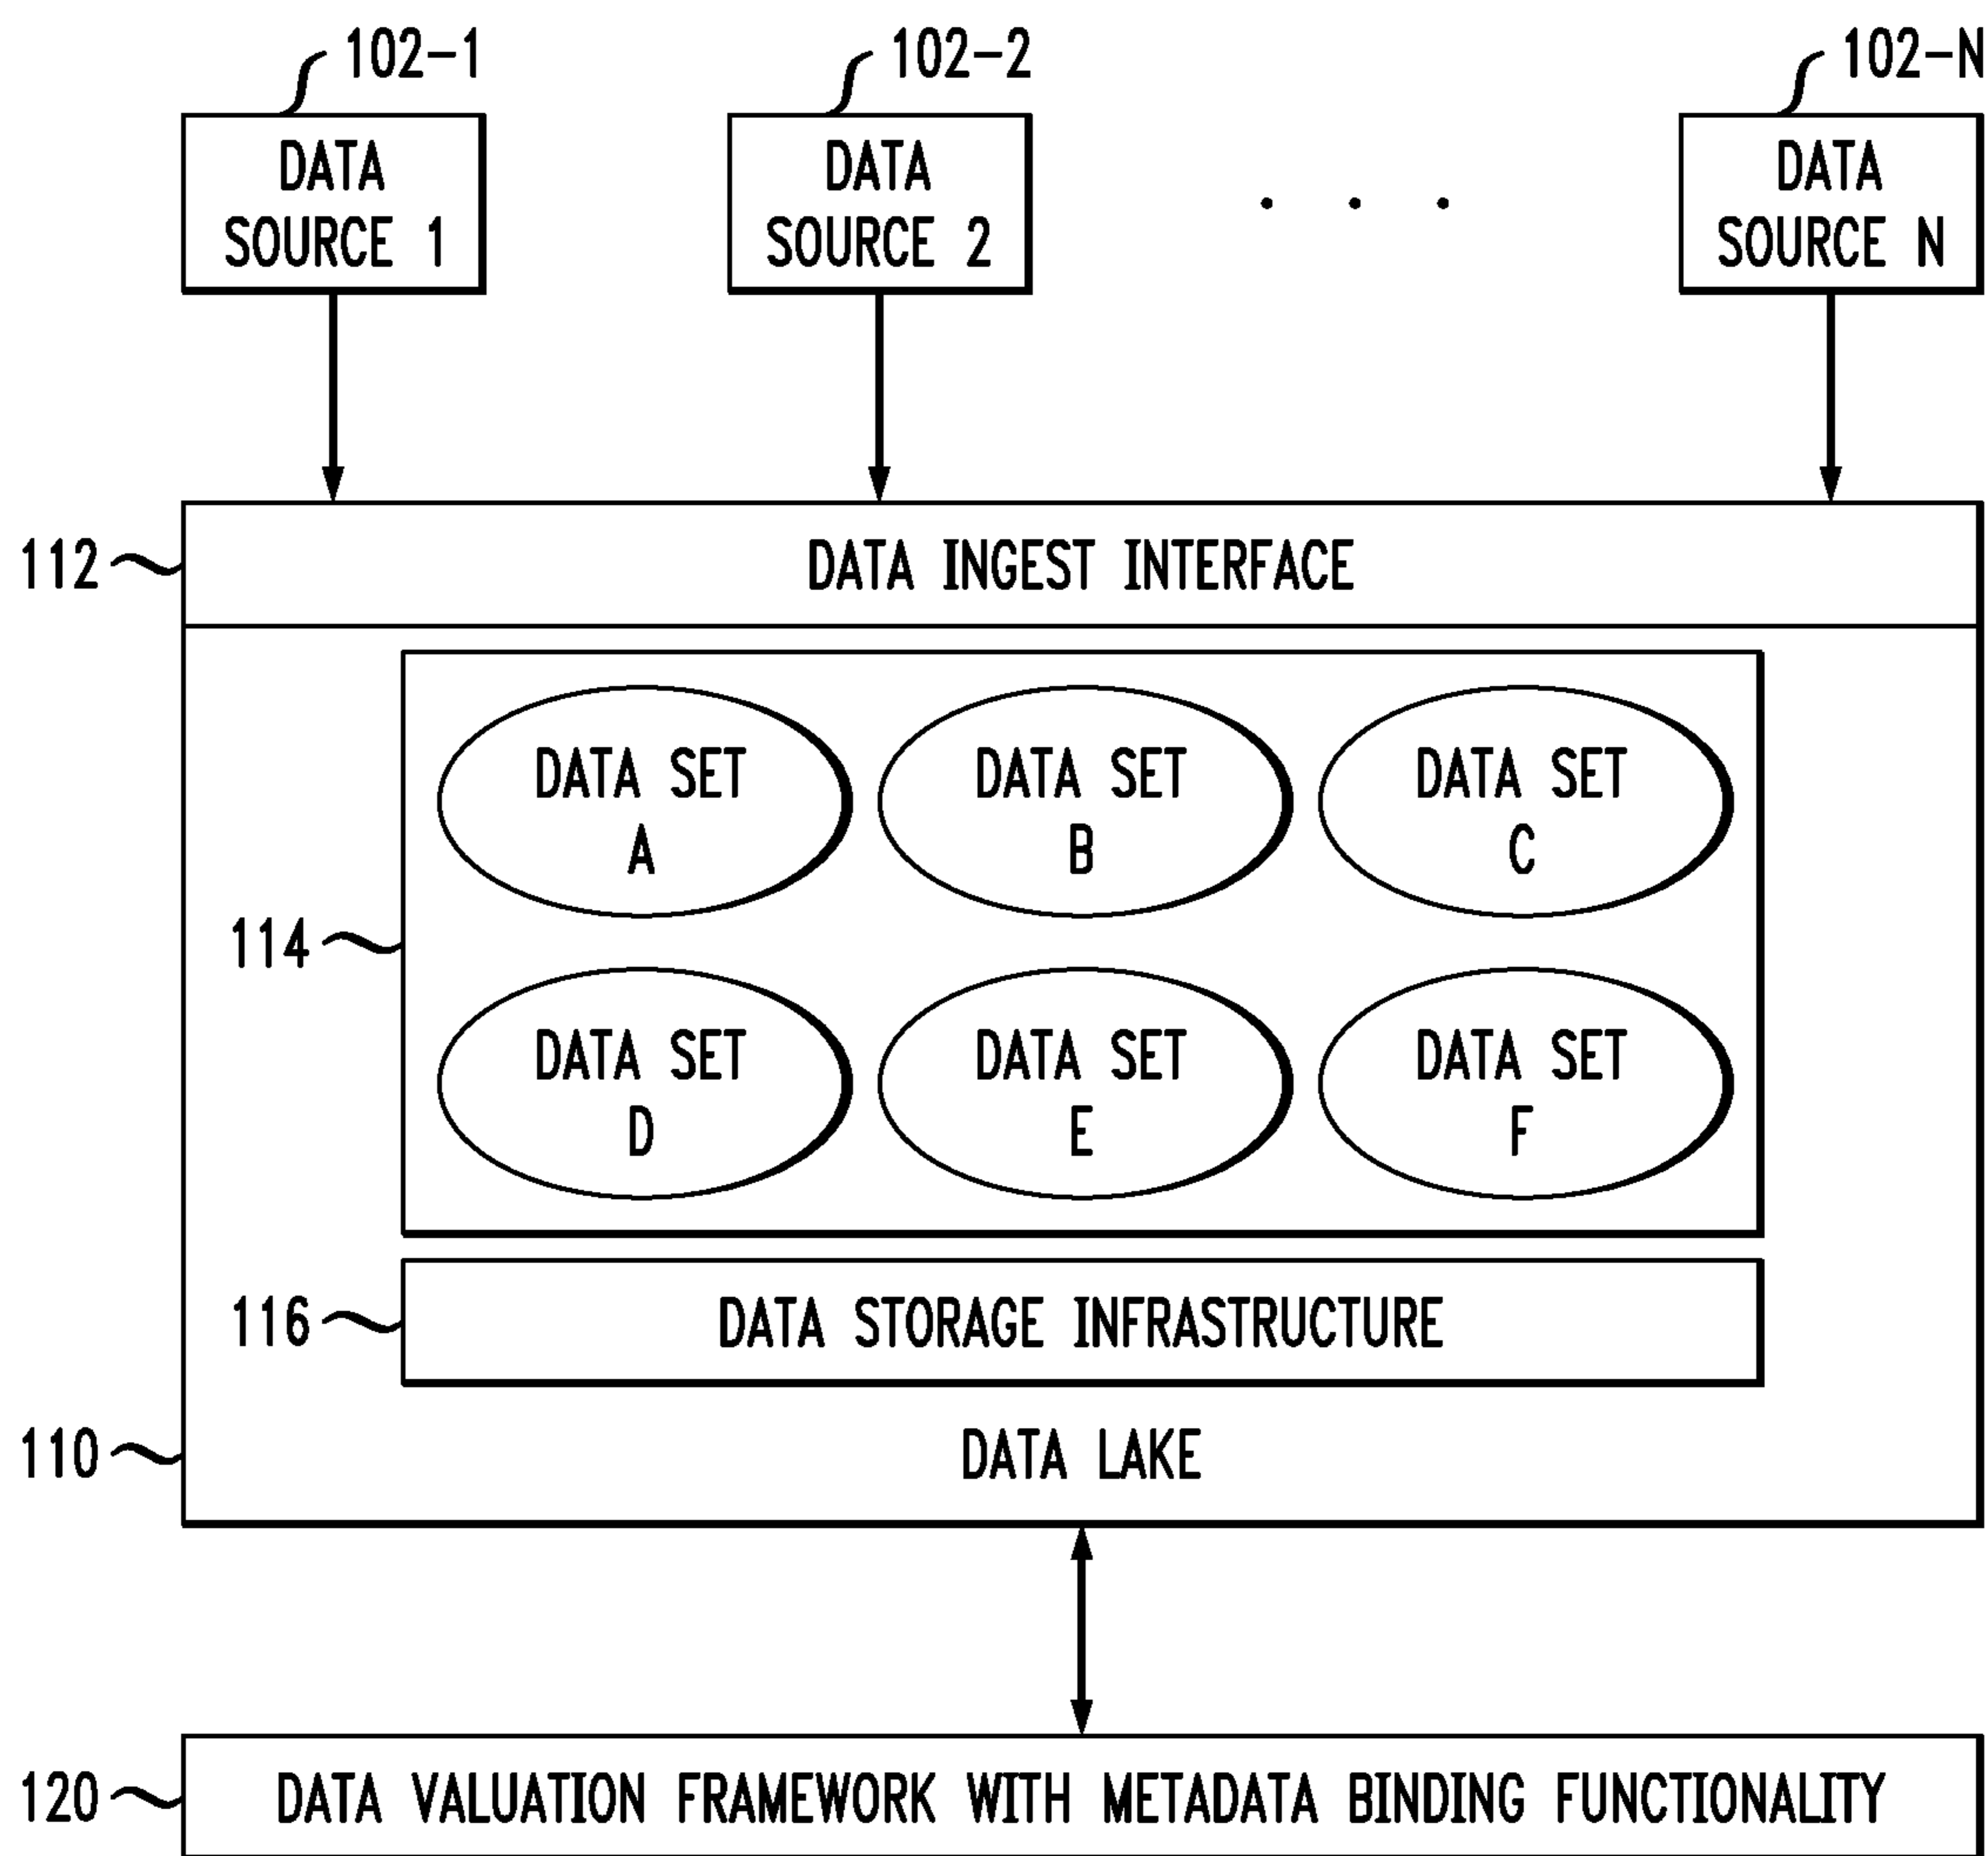 102-1
102-2
102-N
DATA
SOURCE 1
DATA
SOURCE 2
. . .
DATA
SOURCE N
112
DATA INGEST INTERFACE
DATA SET
A
DATA SET
B
DATA SET
C
114
DATA SET
D
DATA SET
E
DATA SET
F
116
DATA STORAGE INFRASTRUCTURE
110
DATA LAKE
120
DATA VALUATION FRAMEWORK WITH METADATA BINDING FUNCTIONALITY